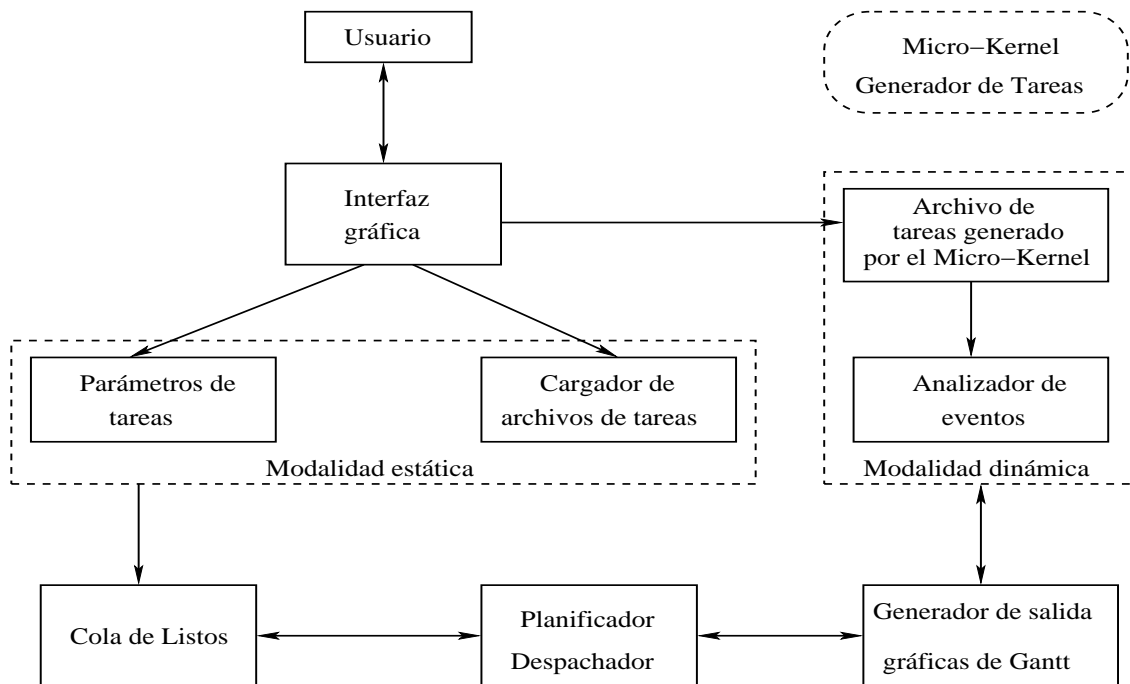 Usuario
Micro−Kernel
Generador de Tareas
Interfaz
gráfica
Archivo de
tareas generado
por el Micro−Kernel
Parámetros de
tareas
Cargador de
archivos de tareas
Analizador de
eventos
Modalidad estática
Modalidad dinámica
Cola de Listos
Planificador
Despachador
Generador de salida
gráficas de Gantt